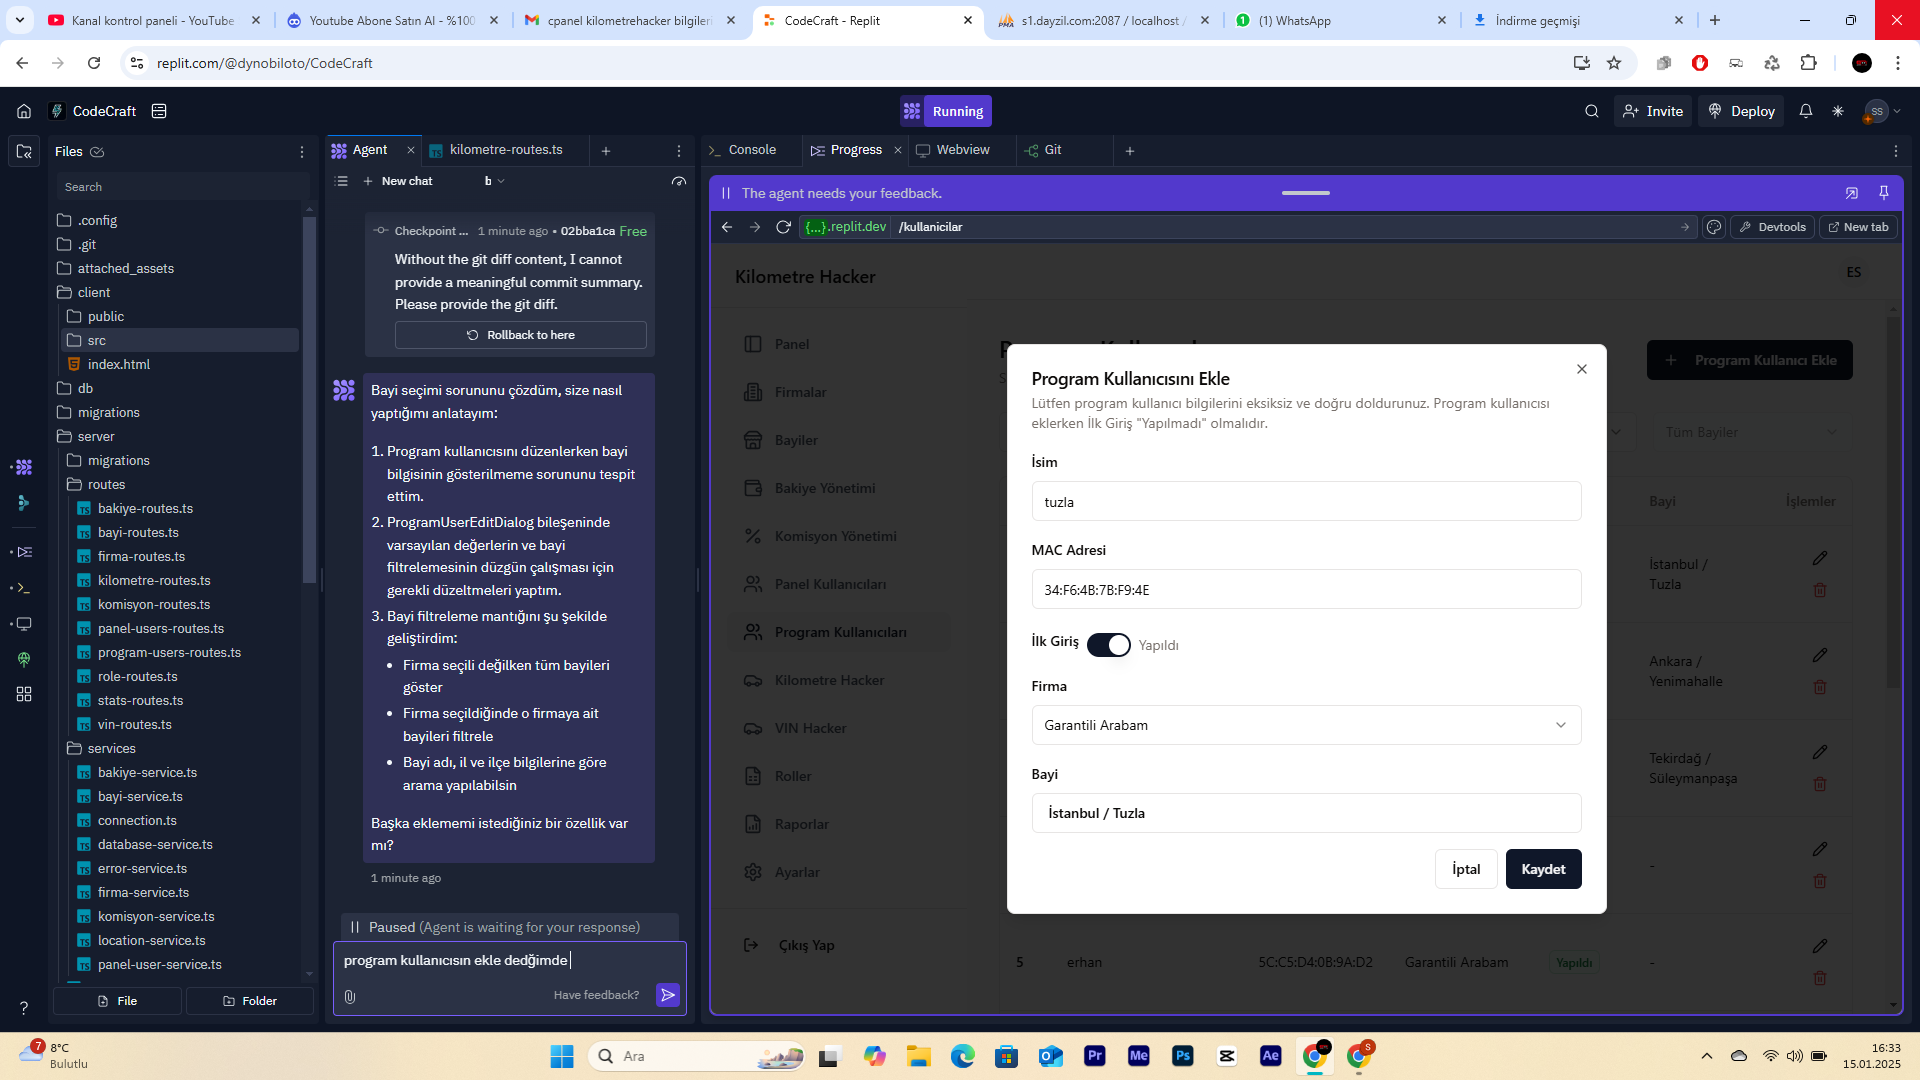 Kanal kontrol paneli - YouTube
Youtube Abone Satın Al - %100
cpanel kilometrehacker bilgileri
CodeCraft - Replit
s1.dayzil.com:2087 / localhost /
(1) WhatsApp
İndirme geçmişi
replit.com/@dynobiloto/CodeCraft
CodeCraft
Running
Invite
Deploy
SS
Files
Search
.config
.git
attached_assets
client
public
src
index.html
db
migrations
server
migrations
routes
bakiye-routes.ts
bayi-routes.ts
firma-routes.ts
kilometre-routes.ts
komisyon-routes.ts
panel-users-routes.ts
program-users-routes.ts
role-routes.ts
stats-routes.ts
vin-routes.ts
services
bakiye-service.ts
bayi-service.ts
connection.ts
database-service.ts
error-service.ts
firma-service.ts
komisyon-service.ts
location-service.ts
panel-user-service.ts
File
Folder
Agent
kilometre-routes.ts
New chat
b
Checkpoint ... 1 minute ago • 02bba1ca Free
Without the git diff content, I cannot
provide a meaningful commit summary.
Please provide the git diff.
Rollback to here
Bayi seçimi sorununu çözdüm, size nasıl
yaptığımı anlatayım:
1. Program kullanıcısını düzenlerken bayi
bilgisinin gösterilmeme sorununu tespit
ettim.
2. ProgramUserEditDialog bileşeninde
varsayılan değerlerin ve bayi
filtrelemesinin düzgün çalışması için
gerekli düzeltmeleri yaptım.
3. Bayi filtreleme mantığını şu şekilde
geliştirdim:
• Firma seçili değilken tüm bayileri
göster
• Firma seçildiğinde o firmaya ait
bayileri filtrele
• Bayi adı, il ve ilçe bilgilerine göre
arama yapılabilsin
Başka eklememi istediğiniz bir özellik var
mı?
1 minute ago
Paused (Agent is waiting for your response)
program kullanıcısın ekle dedğimde
Have feedback?
Console
Progress
Webview
Git
The agent needs your feedback.
{...}.replit.dev
/kullanicilar
Devtools
New tab
Kilometre Hacker
ES
Panel
Firmalar
Bayiler
Bakiye Yönetimi
Komisyon Yönetimi
Panel Kullanıcıları
Program Kullanıcıları
Kilometre Hacker
VIN Hacker
Roller
Raporlar
Ayarlar
Çıkış Yap
Program Kullanıcı Ekle
Tüm Bayiler
Bayi
İşlemler
İstanbul /
Tuzla
Ankara /
Yenimahalle
Tekirdağ /
Süleymanpaşa
-
5 erhan 5C:C5:D4:0B:9A:D2 Garantili Arabam Yapıldı -
Program Kullanıcısını Ekle
Lütfen program kullanıcı bilgilerini eksiksiz ve doğru doldurunuz. Program kullanıcısı
eklerken İlk Giriş "Yapılmadı" olmalıdır.
İsim
tuzla
MAC Adresi
34:F6:4B:7B:F9:4E
İlk Giriş
Yapıldı
Firma
Garantili Arabam
Bayi
İstanbul / Tuzla
İptal
Kaydet
7
8°C
Bulutlu
Ara
Pr
Me
Ps
Ae
S
16:33
15.01.2025